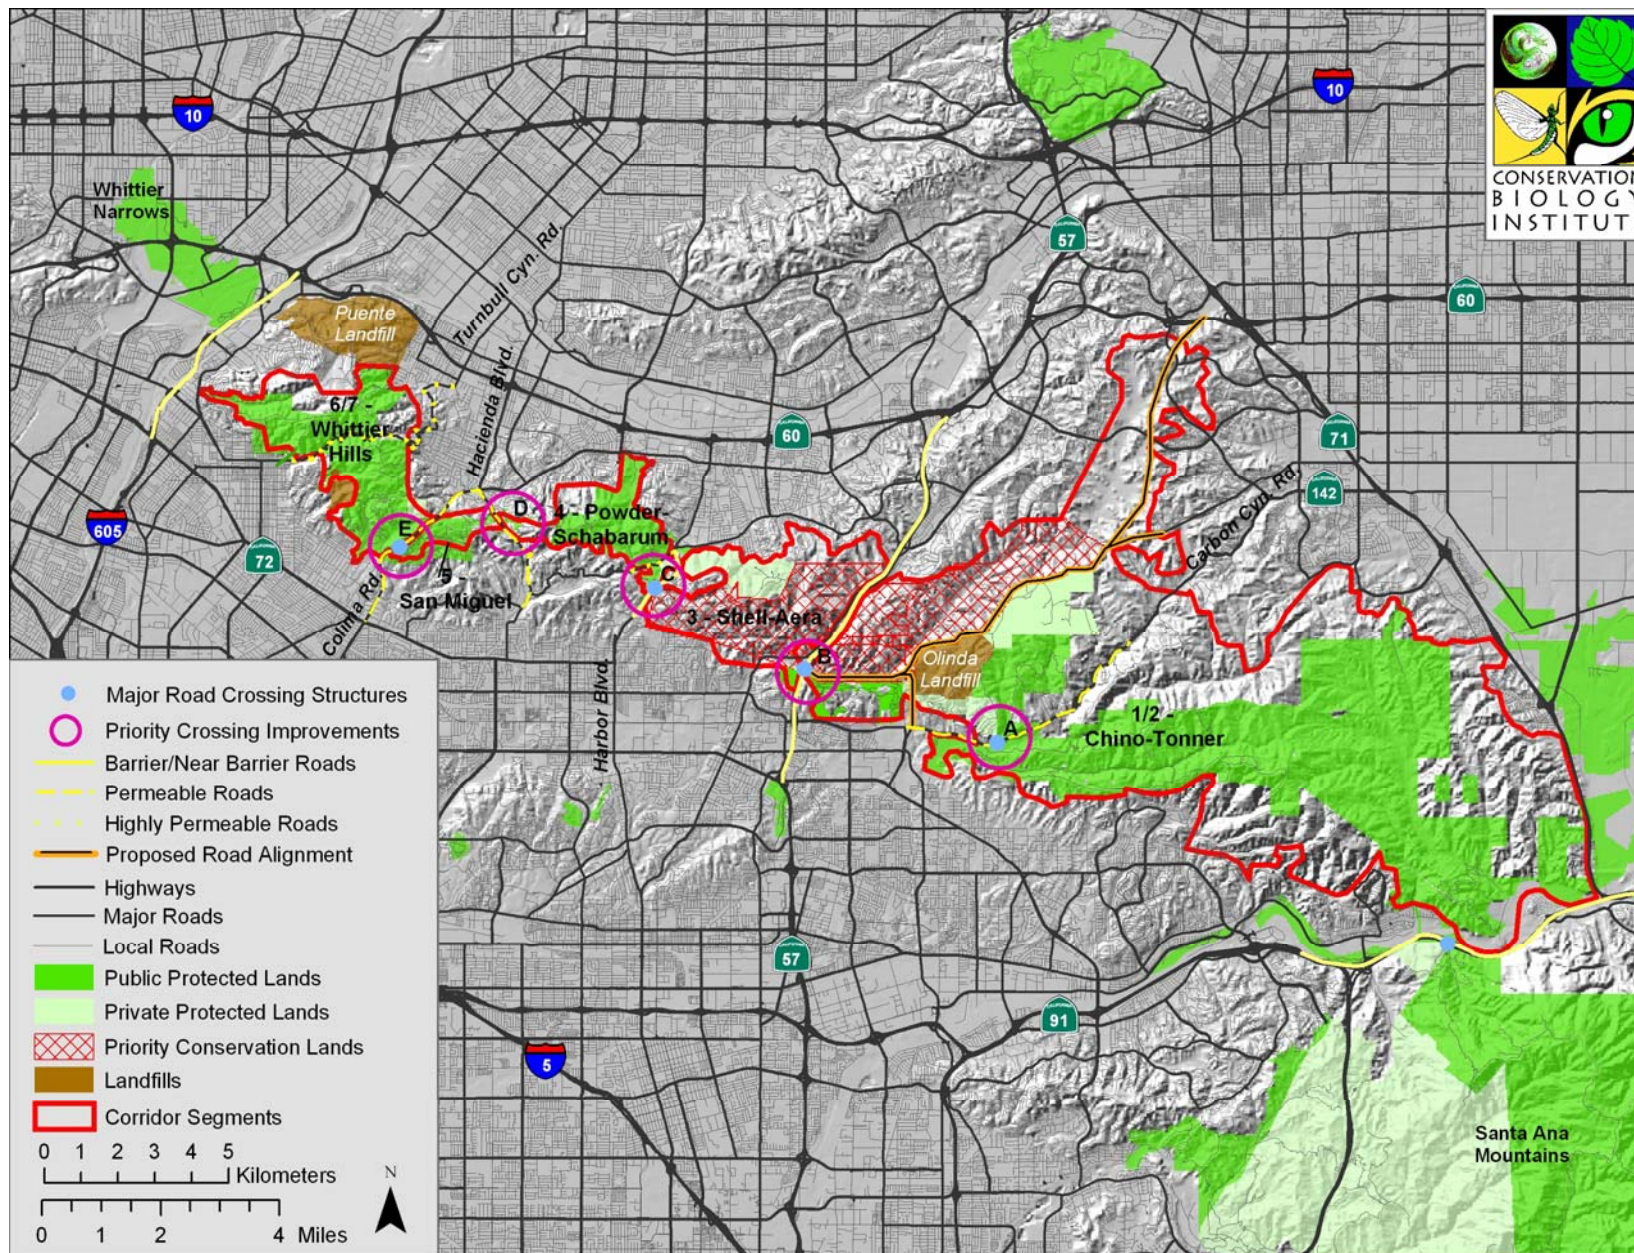 10
10
CONSERVATION
BIOLOGY
INSTITUT
Whittier
Narrows
57
60
Turnbull Cyn. Rd.
Puente
Landfill
Hacienda Blvd.
6/7 -
Whittier
Hills
60
71
142
Carbon Cyn. Rd.
605
72
E
D
4 - Powder-
Schabarum
C
5 -
San Miguel
Colima Rd.
3 - Shell-Aera
B
Olinda
Landfill
Harbor Blvd.
A
1/2 -
Chino-Tonner
57
91
5
Santa Ana
Mountains
Major Road Crossing Structures
Priority Crossing Improvements
Barrier/Near Barrier Roads
Permeable Roads
Highly Permeable Roads
Proposed Road Alignment
Highways
Major Roads
Local Roads
Public Protected Lands
Private Protected Lands
Priority Conservation Lands
Landfills
Corridor Segments
0 1 2 3 4 5
Kilometers
N
0 1 2 4 Miles